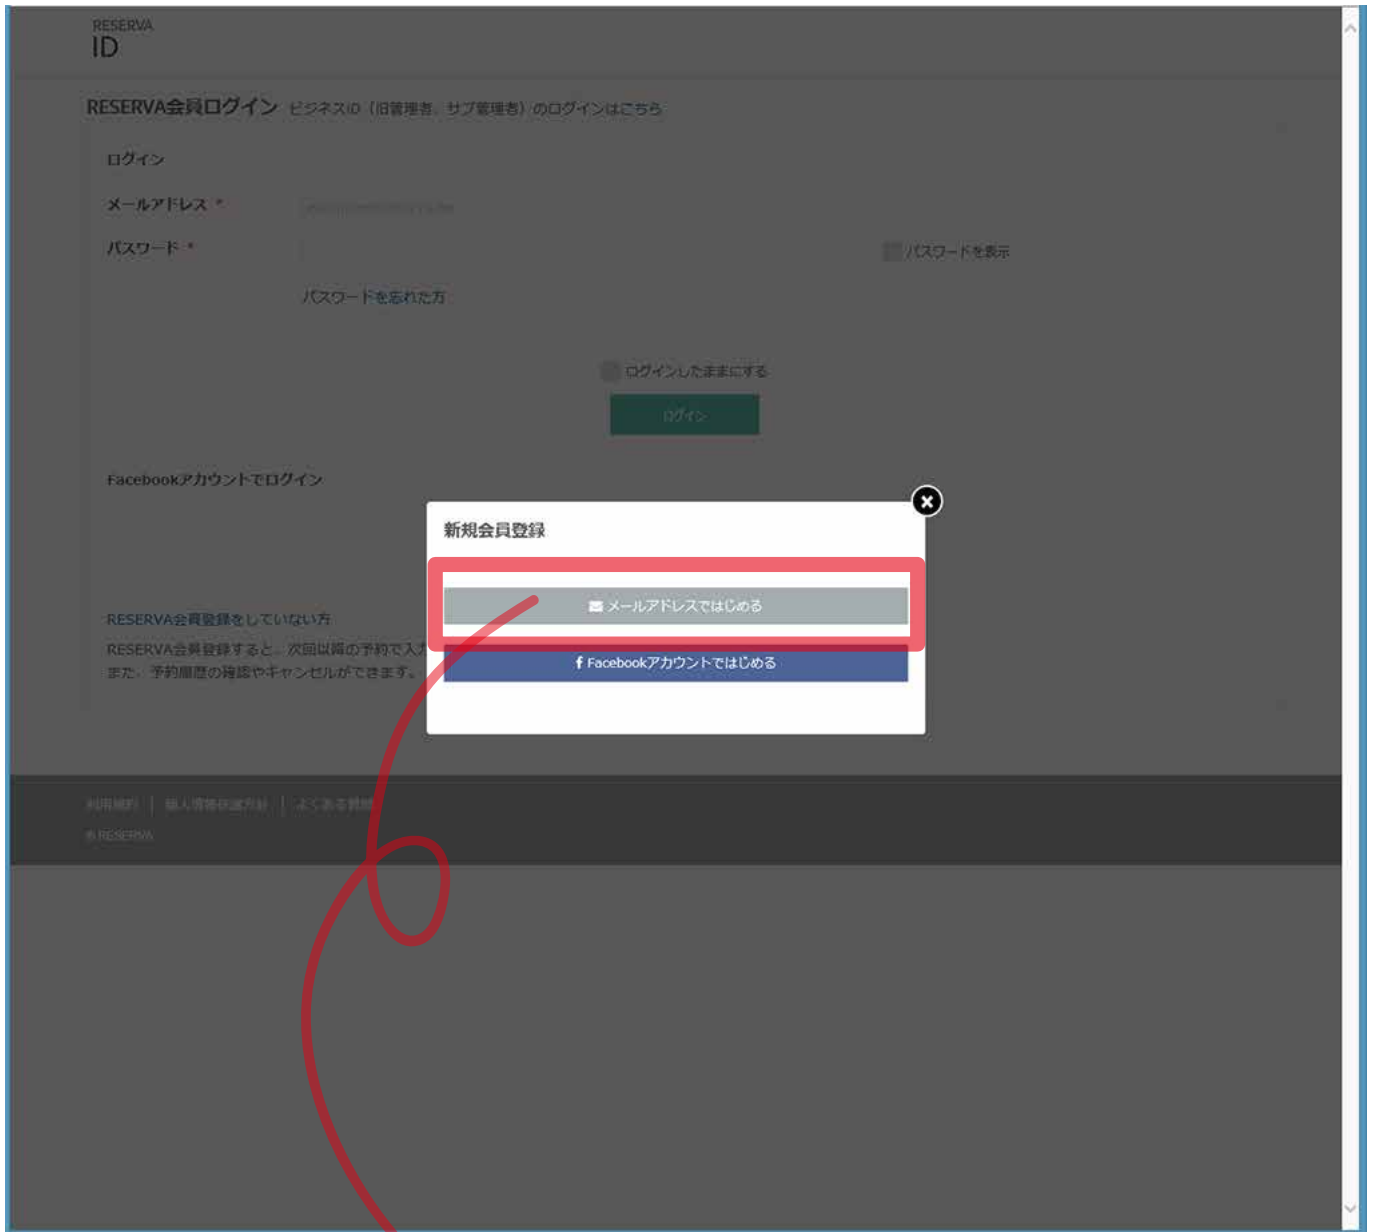 RESERVA
ID
RESERVA会員ログイン ビジネスID（旧管理者、サブ管理者）のログインはこちら
ログイン
メールアドレス *
パスワード *
パスワードを表示
パスワードを忘れた方
ログインしたままにする
ログイン
Facebookアカウントでログイン
新規会員登録
メールアドレスではじめる
Facebookアカウントではじめる
RESERVA会員登録をしていない方
RESERVA会員登録すると、次回以降の予約で入力
また、予約履歴の確認やキャンセルができます。
利用規約 | 個人情報保護方針 | よくある質問
© RESERVA